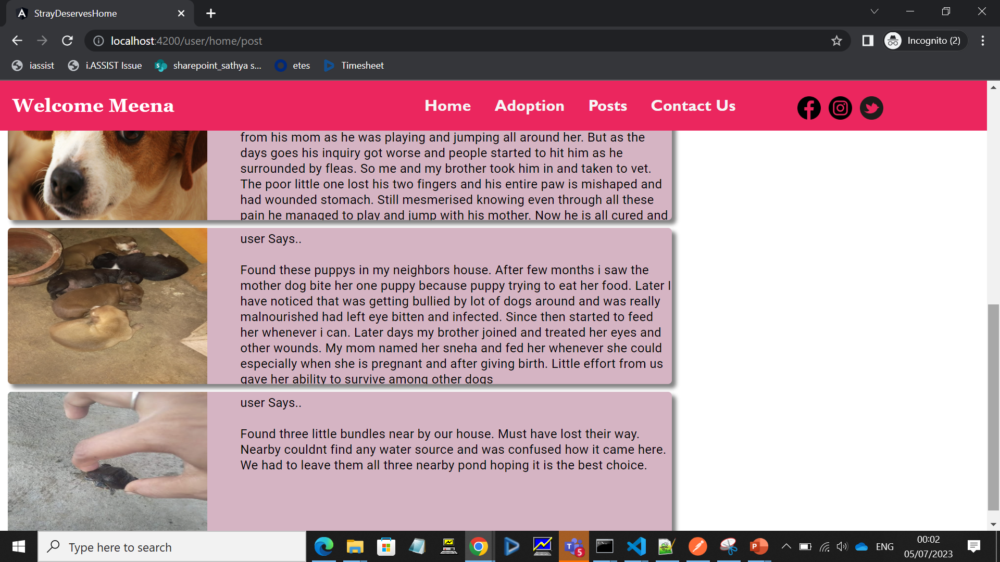 StrayDeservesHome
localhost:4200/user/home/post
Incognito (2)
iassist
i.ASSIST Issue
sharepoint_sathya s...
etes
Timesheet
Welcome Meena
Home
Adoption
Posts
Contact Us
from his mom as he was playing and jumping all around her. But as the
days goes his inquiry got worse and people started to hit him as he
surrounded by fleas. So me and my brother took him in and taken to vet.
The poor little one lost his two fingers and his entire paw is mishaped and
had wounded stomach. Still mesmerised knowing even through all these
pain he managed to play and jump with his mother. Now he is all cured and
user Says..
Found these puppys in my neighbors house. After few months i saw the
mother dog bite her one puppy because puppy trying to eat her food. Later I
have noticed that was getting bullied by lot of dogs around and was really
malnourished had left eye bitten and infected. Since then started to feed
her whenever i can. Later days my brother joined and treated her eyes and
other wounds. My mom named her sneha and fed her whenever she could
especially when she is pregnant and after giving birth. Little effort from us
gave her ability to survive among other dogs
user Says..
Found three little bundles near by our house. Must have lost their way.
Nearby couldnt find any water source and was confused how it came here.
We had to leave them all three nearby pond hoping it is the best choice.
Type here to search
5
ENG
00:02
05/07/2023